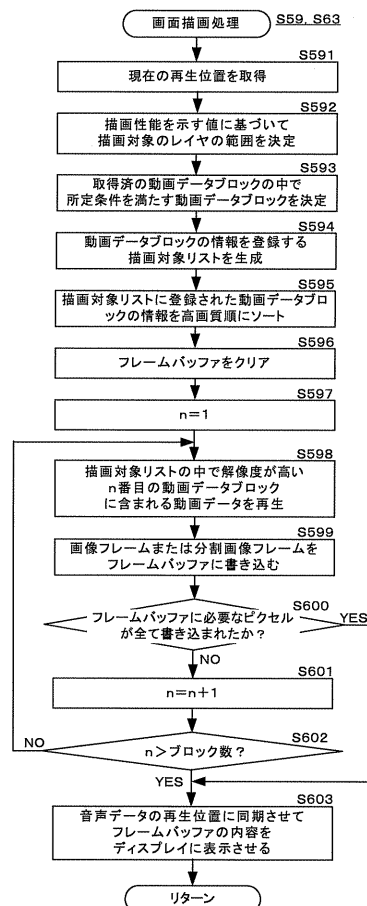 画面描画処理
S59, S63
S591
現在の再生位置を取得
S592
描画性能を示す値に基づいて
描画対象のレイヤの範囲を決定
S593
取得済の動画データブロックの中で
所定条件を満たす動画データブロックを決定
S594
動画データブロックの情報を登録する
描画対象リストを生成
S595
描画対象リストに登録された動画データブロ
ックの情報を高画質順にソート
S596
フレームバッファをクリア
S597
n=1
S598
描画対象リストの中で解像度が高い
n番目の動画データブロック
に含まれる動画データを再生
S599
画像フレームまたは分割画像フレームを
フレームバッファに書き込む
S600
フレームバッファに必要なピクセル
が全て書き込まれたか?
YES
NO
S601
n=n+1
S602
n>ブロック数?
NO
YES
S603
音声データの再生位置に同期させて
フレームバッファの内容を
ディスプレイに表示させる
リターン